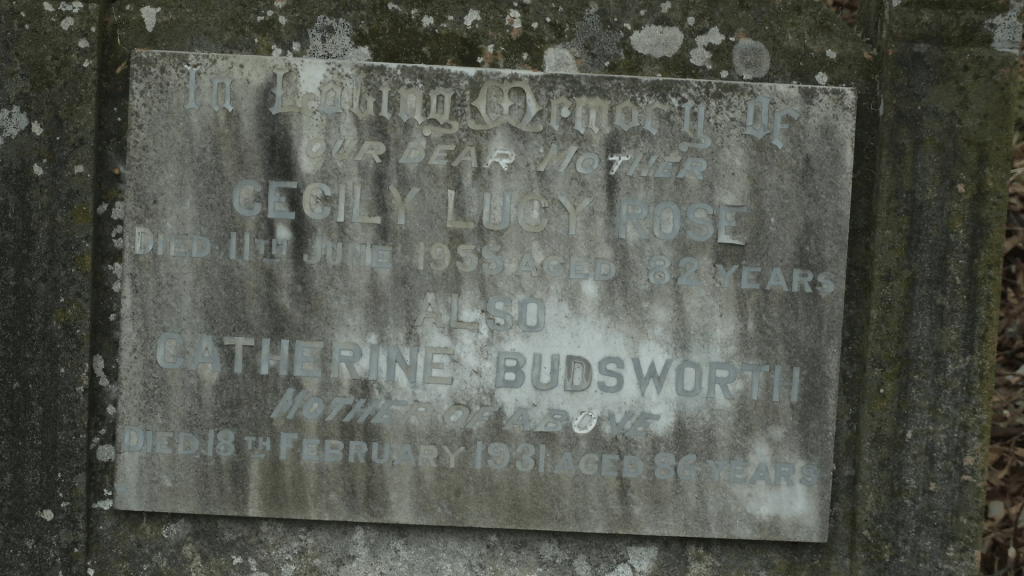 In Loving Memory Of
OUR DEAR MOTHER
CECILY LUCY ROSE
DIED 11TH JUNE 1958 AGED 82 YEARS
ALSO
CATHERINE BUDSWORTH
MOTHER OF ABOVE
DIED 18TH FEBRUARY 1931 AGED 86 YEARS